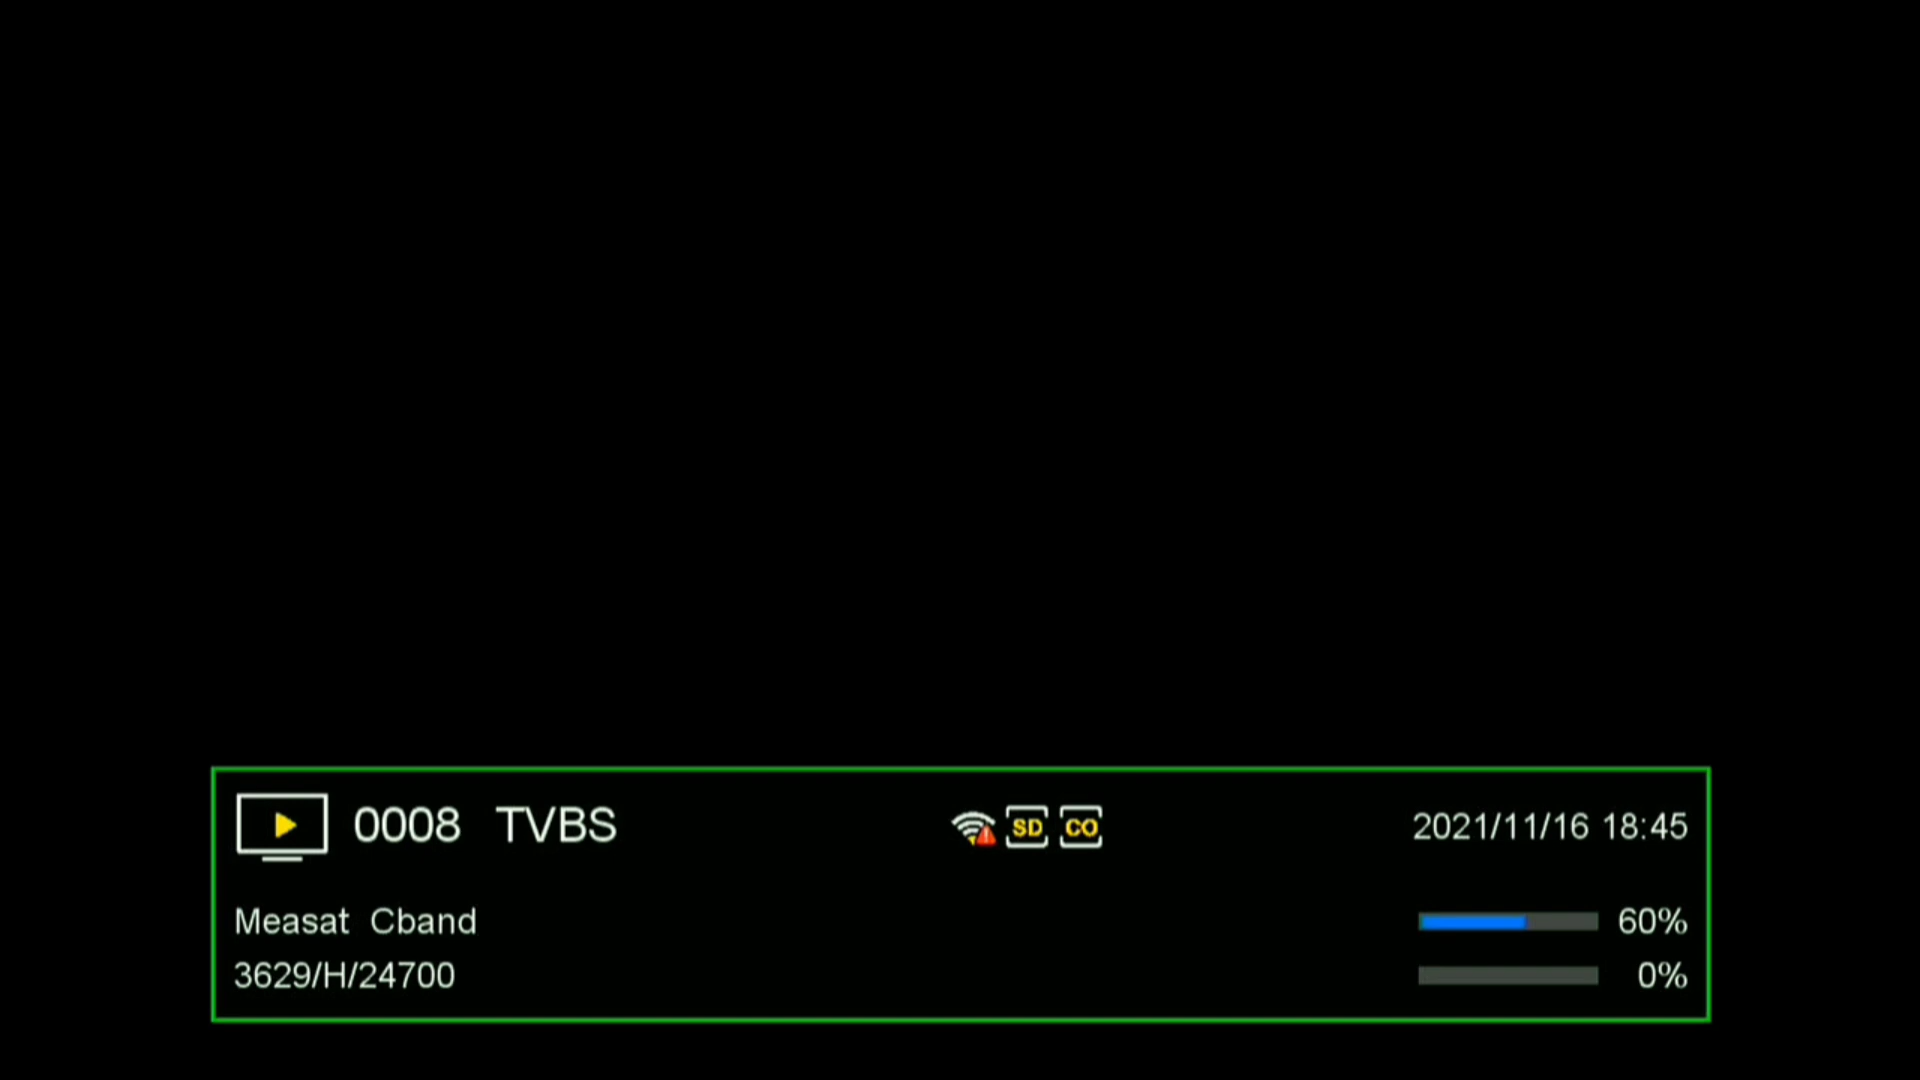 0008 TVBS
SD CO
2021/11/16 18:45
Measat Cband
60%
3629/H/24700
0%